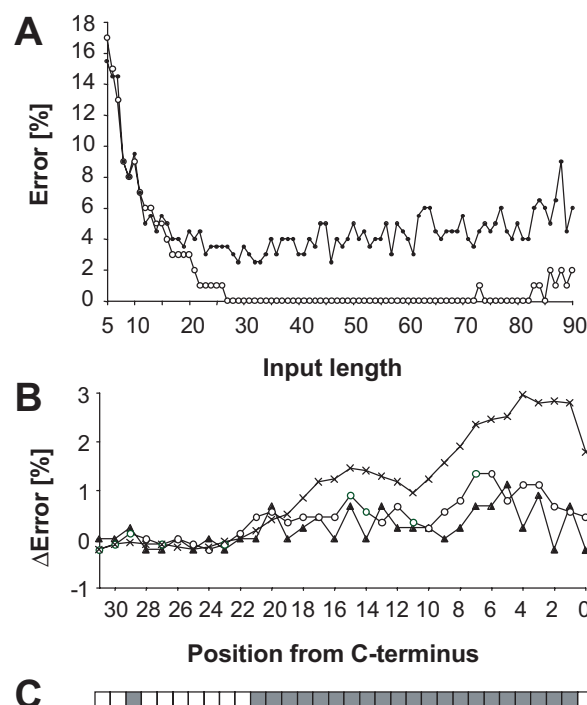 A
Error [%]
18
16
14
12
10
8
6
4
2
0
5 10 20 30 40 50 60 70 80 90
Input length
B
ΔError [%]
3
2
1
0
-1
30 28 26 24 22 20 18 16 14 12 10 8 6 4 2 0
Position from C-terminus
C